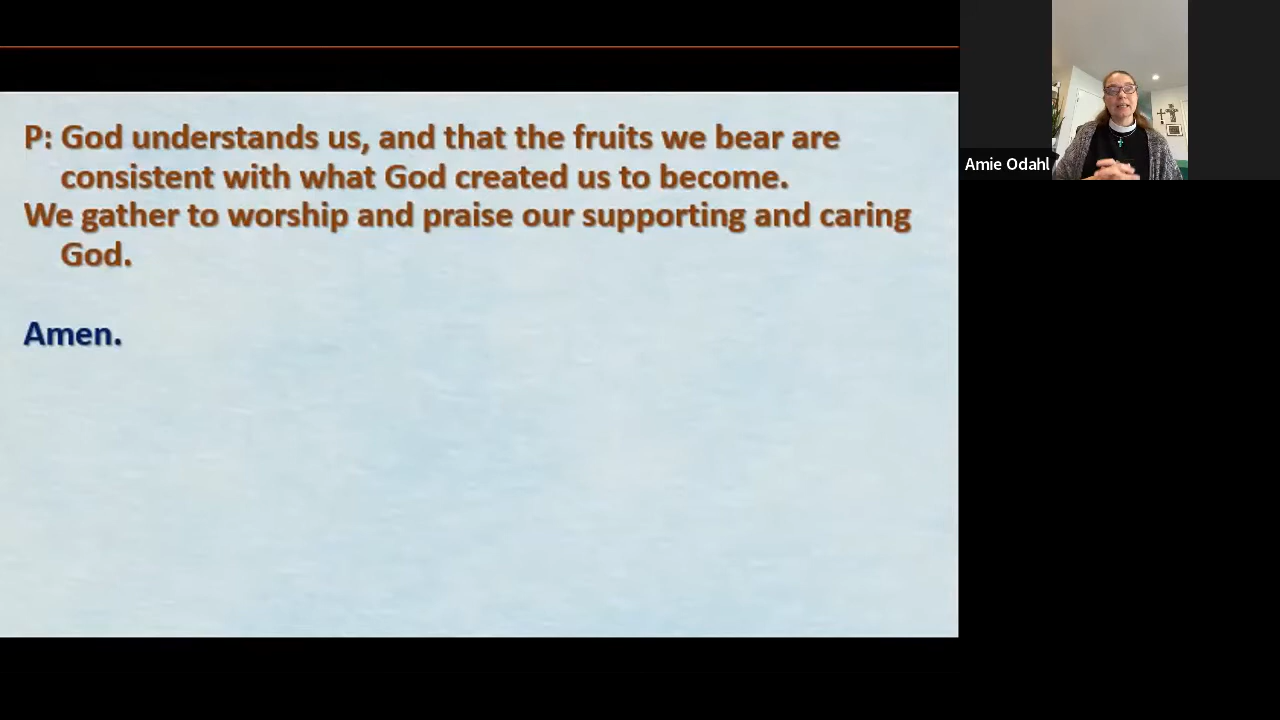 P: God understands us, and that the fruits we bear are
consistent with what God created us to become.
We gather to worship and praise our supporting and caring
God.
Amen.
Amie Odahl